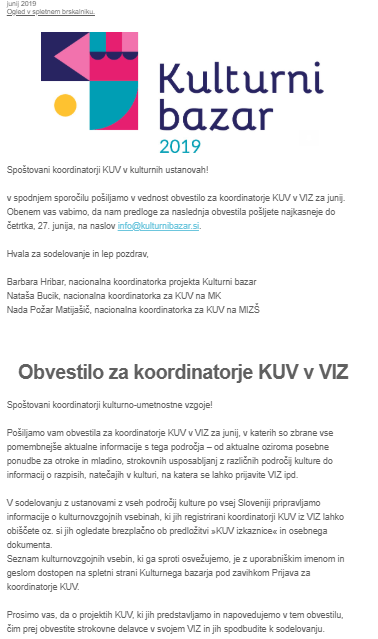 junij 2019
Ogled v spletnem brskalniku.
Kulturni
bazar
2019
Spoštovani koordinatorji KUV v kulturnih ustanovah!
v spodnjem sporočilu pošiljamo v vednost obvestilo za koordinatorje KUV v VIZ za junij.
Obenem vas vabimo, da nam predloge za naslednja obvestila pošljete najkasneje do
četrtka, 27. junija, na naslov info@kulturnibazar.si.
Hvala za sodelovanje in lep pozdrav,
Barbara Hribar, nacionalna koordinatorka projekta Kulturni bazar
Nataša Bucik, nacionalna koordinatorka za KUV na MK
Nada Požar Matijašič, nacionalna koordinatorka za KUV na MIZŠ
Obvestilo za koordinatorje KUV v VIZ
Spoštovani koordinatorji kulturno-umetnostne vzgoje!
Pošiljamo vam obvestila za koordinatorje KUV v VIZ za junij, v katerih so zbrane vse
pomembnejše aktualne informacije s tega področja – od aktualne oziroma posebne
ponudbe za otroke in mladino, strokovnih usposabljanj z različnih področij kulture do
informacij o razpisih, natečajih v kulturi, na katera se lahko prijavite VIZ ipd.
V sodelovanju z ustanovami z vseh področij kulture po vsej Sloveniji pripravljamo
informacije o kulturnovzgojnih vsebinah, ki jih registrirani koordinatorji KUV iz VIZ lahko
obiščete oz. si jih ogledate brezplačno ob predložitvi »KUV izkaznice« in osebnega
dokumenta.
Seznam kulturnovzgojnih vsebin, ki ga sproti osvežujemo, je z uporabniškim imenom in
geslom dostopen na spletni strani Kulturnega bazarja pod zavihkom Prijava za
koordinatorje KUV.
Prosimo vas, da o projektih KUV, ki jih predstavljamo in napovedujemo v tem obvestilu,
čim prej obvestite strokovne delavce v svojem VIZ in jih spodbudite k sodelovanju.